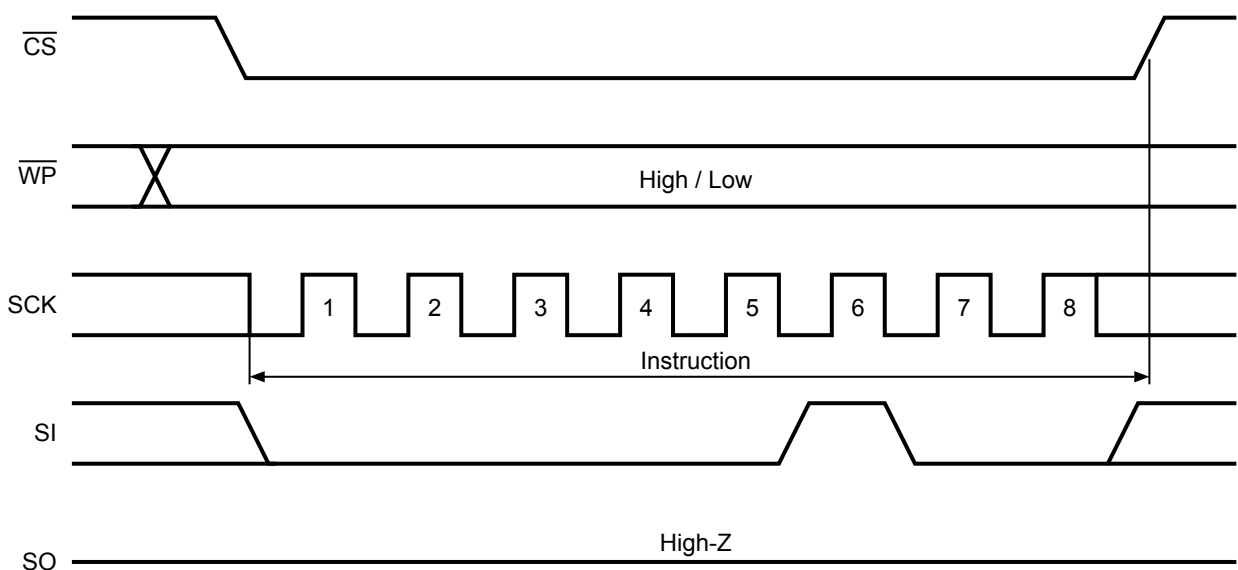 CS
WP
High / Low
SCK
1 2 3 4 5 6 7 8
Instruction
SI
High-Z
SO